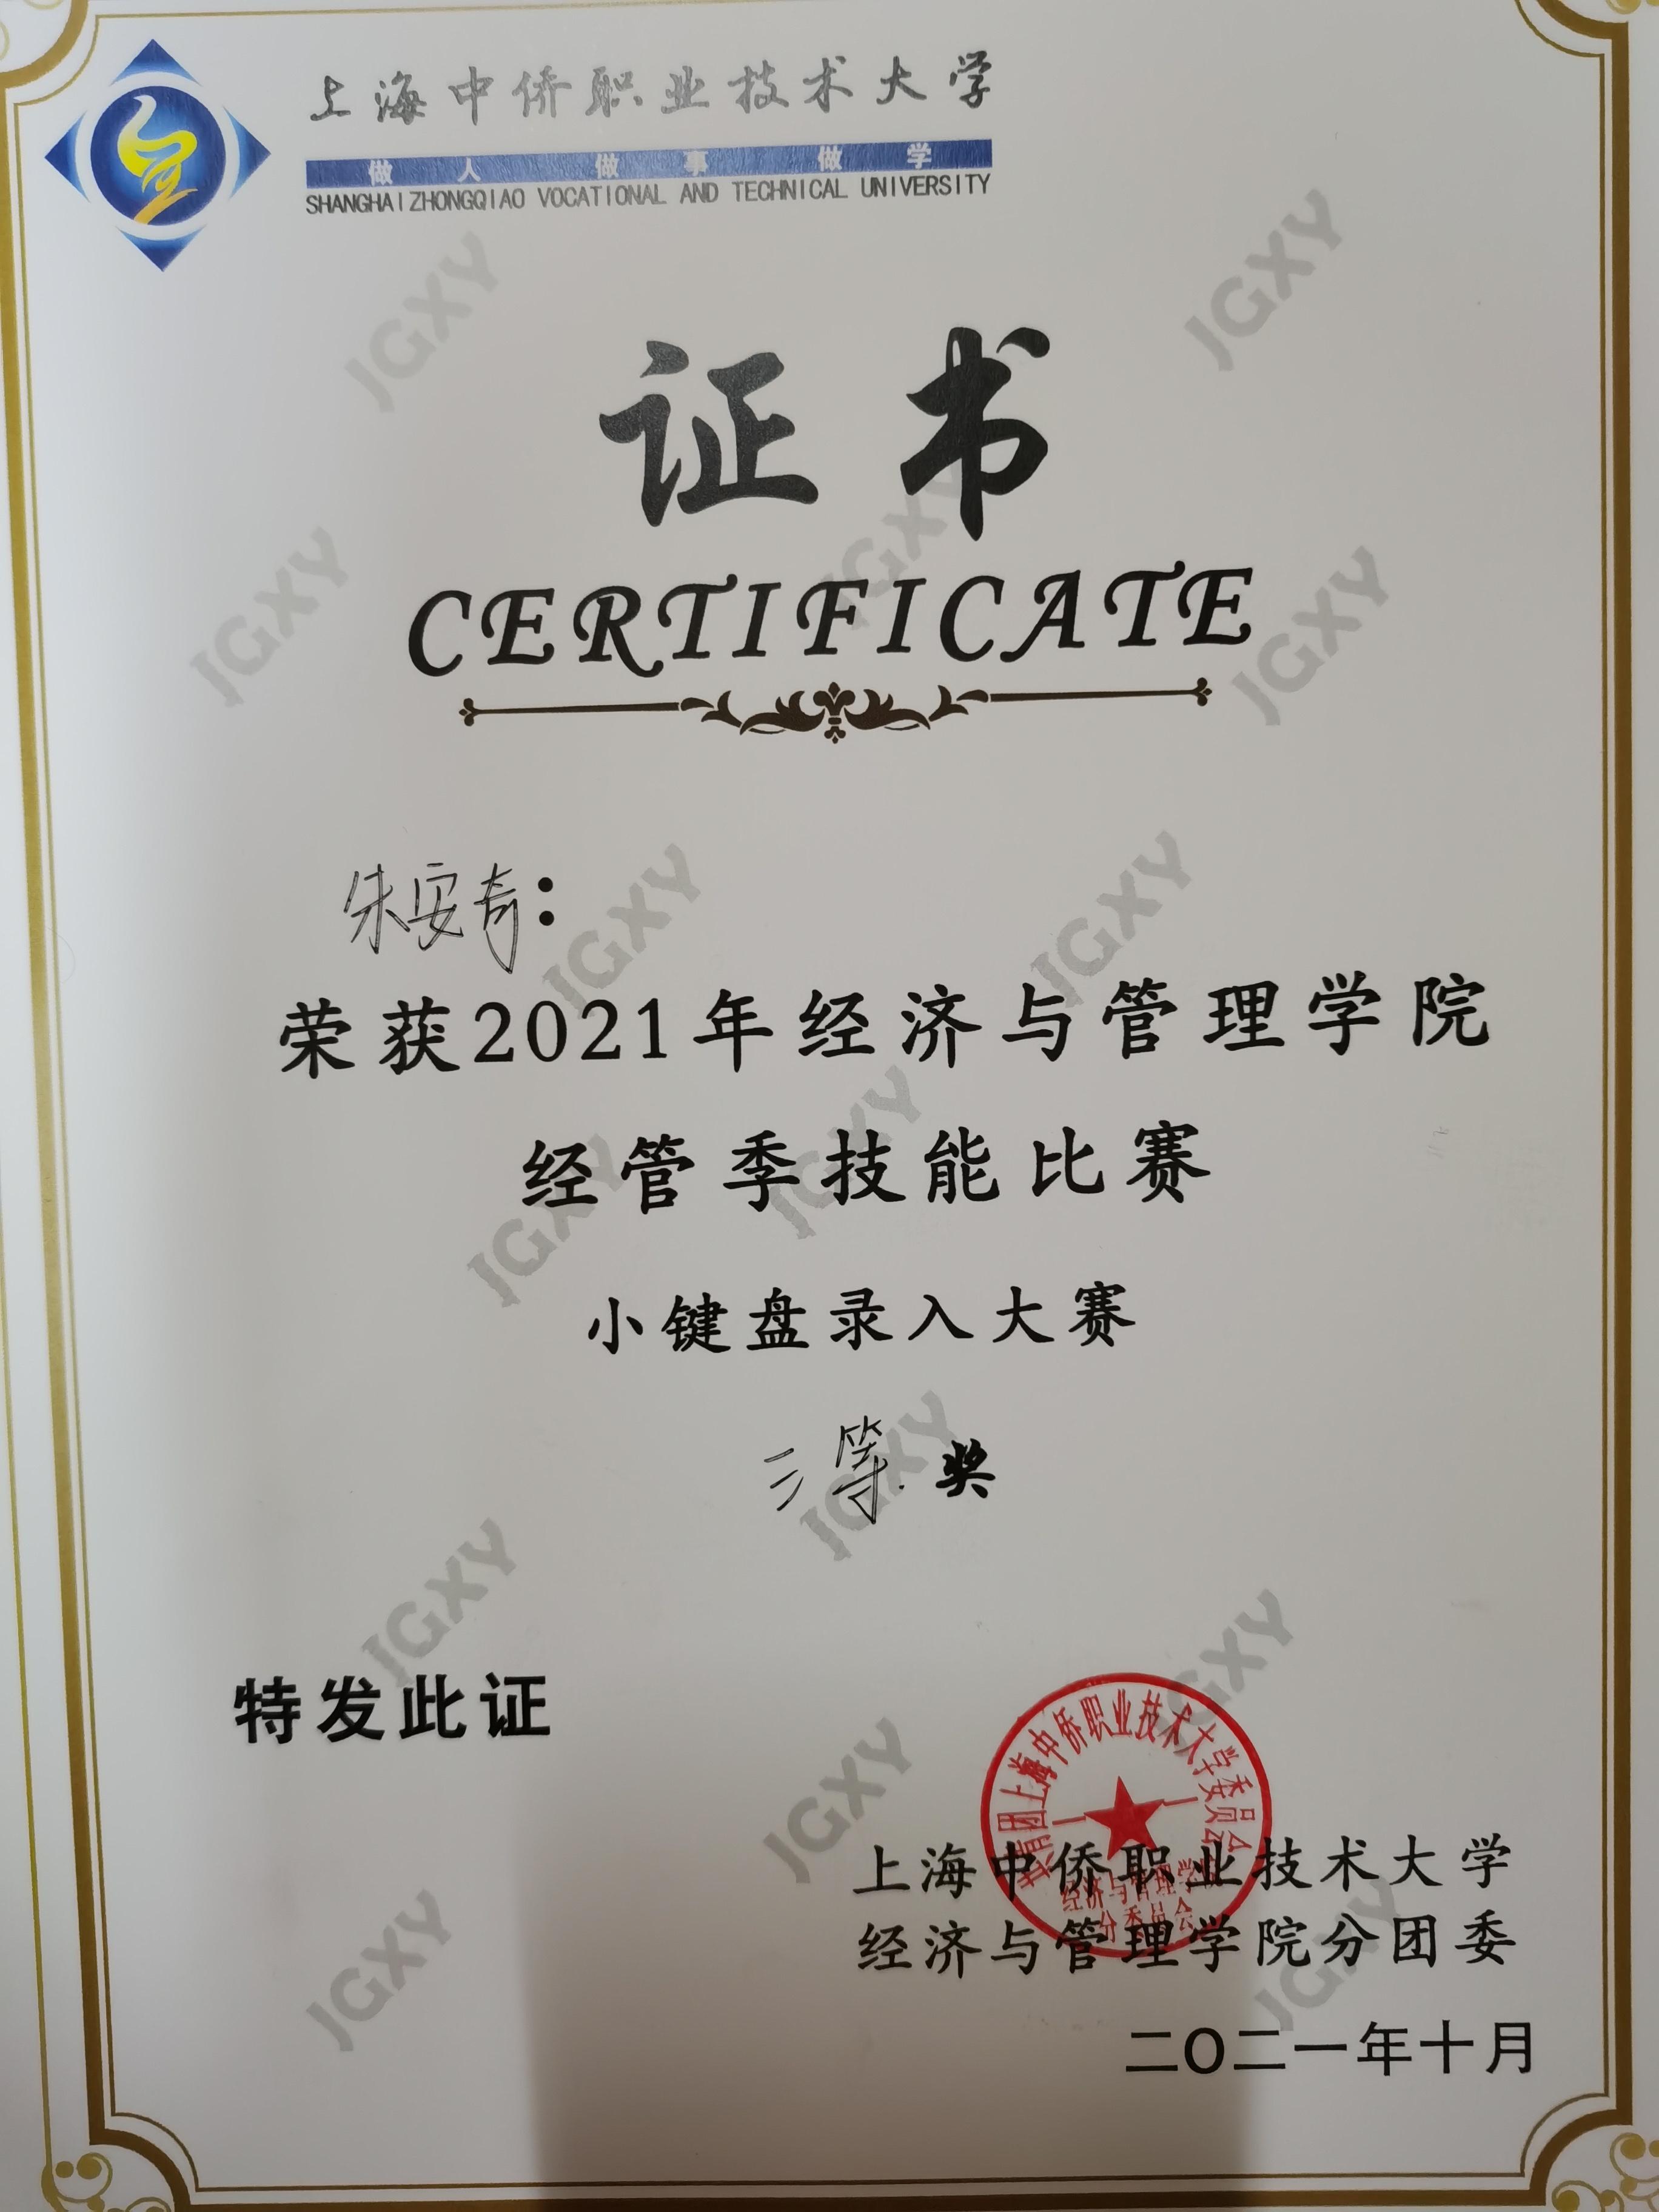 上海中侨职业技术大学
做人 做事 做学
SHANGHAI ZHONGQIAO VOCATIONAL AND TECHNICAL UNIVERSITY
证书
CERTIFICATE
朱安奇：
荣获2021年经济与管理学院
经管季技能比赛
小键盘录入大赛
三等奖
特发此证
上海中侨职业技术大学
经济与管理学院分团委
二〇二一年十月
JGXY